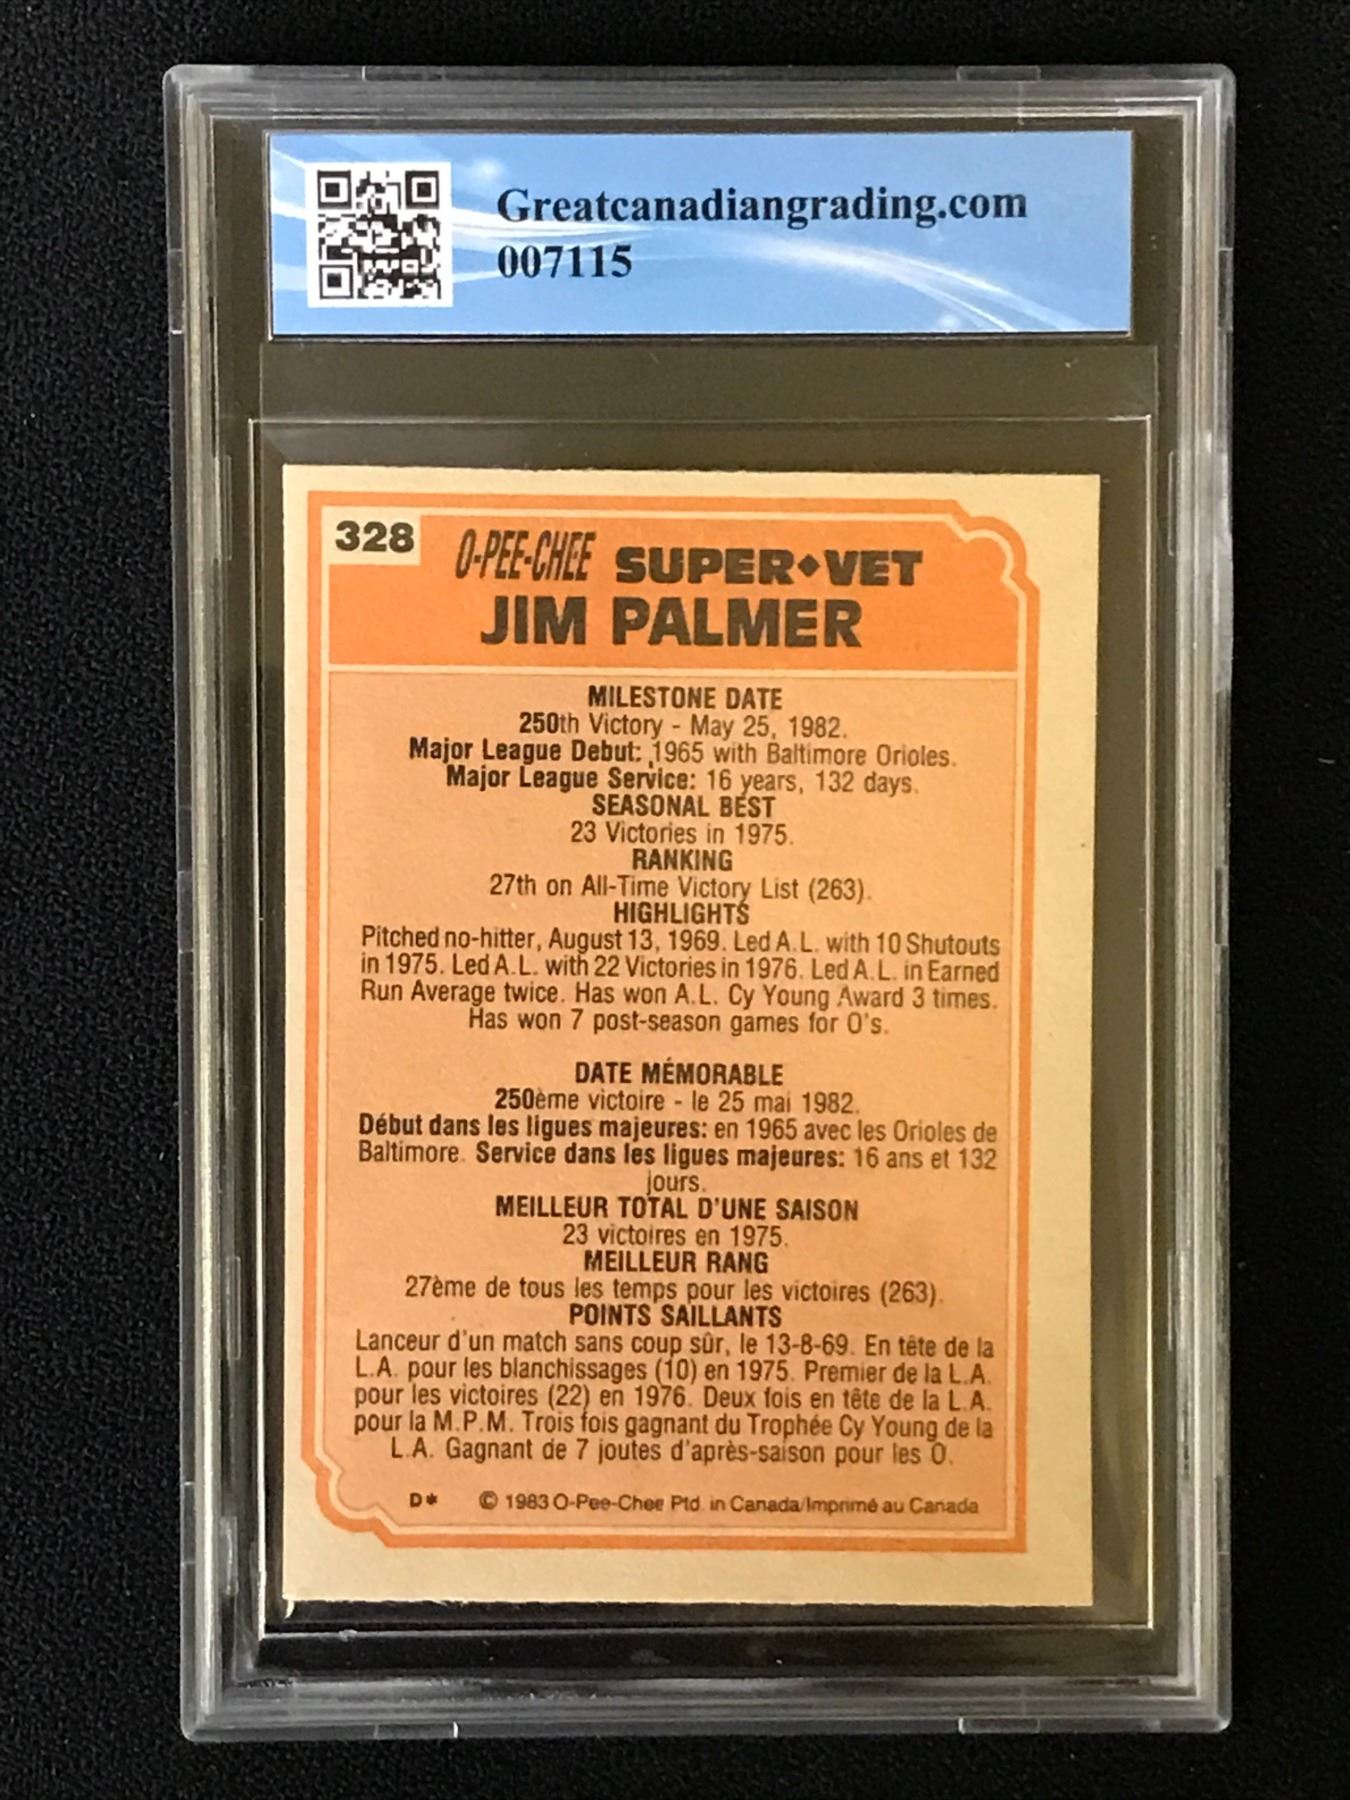 Greatcanadiangrading.com
007115
328
O-PEE-CHEE SUPER♦VET
JIM PALMER
MILESTONE DATE
250th Victory - May 25, 1982.
Major League Debut: 1965 with Baltimore Orioles.
Major League Service: 16 years, 132 days.
SEASONAL BEST
23 Victories in 1975.
RANKING
27th on All-Time Victory List (263).
HIGHLIGHTS
Pitched no-hitter, August 13, 1969. Led A.L. with 10 Shutouts
in 1975. Led A.L. with 22 Victories in 1976. Led A.L. in Earned
Run Average twice. Has won A.L. Cy Young Award 3 times.
Has won 7 post-season games for O's.
DATE MÉMORABLE
250ème victoire - le 25 mai 1982.
Début dans les ligues majeures: en 1965 avec les Orioles de
Baltimore. Service dans les ligues majeures: 16 ans et 132
jours.
MEILLEUR TOTAL D'UNE SAISON
23 victoires en 1975.
MEILLEUR RANG
27ème de tous les temps pour les victoires (263).
POINTS SAILLANTS
Lanceur d'un match sans coup sûr, le 13-8-69. En tête de la
L.A. pour les blanchissages (10) en 1975. Premier de la L.A.
pour les victoires (22) en 1976. Deux fois en tête de la L.A.
pour la M.P.M. Trois fois gagnant du Trophée Cy Young de la
L.A. Gagnant de 7 joutes d'après-saison pour les O.
D* © 1983 O-Pee-Chee Ptd. in Canada/Imprimé au Canada